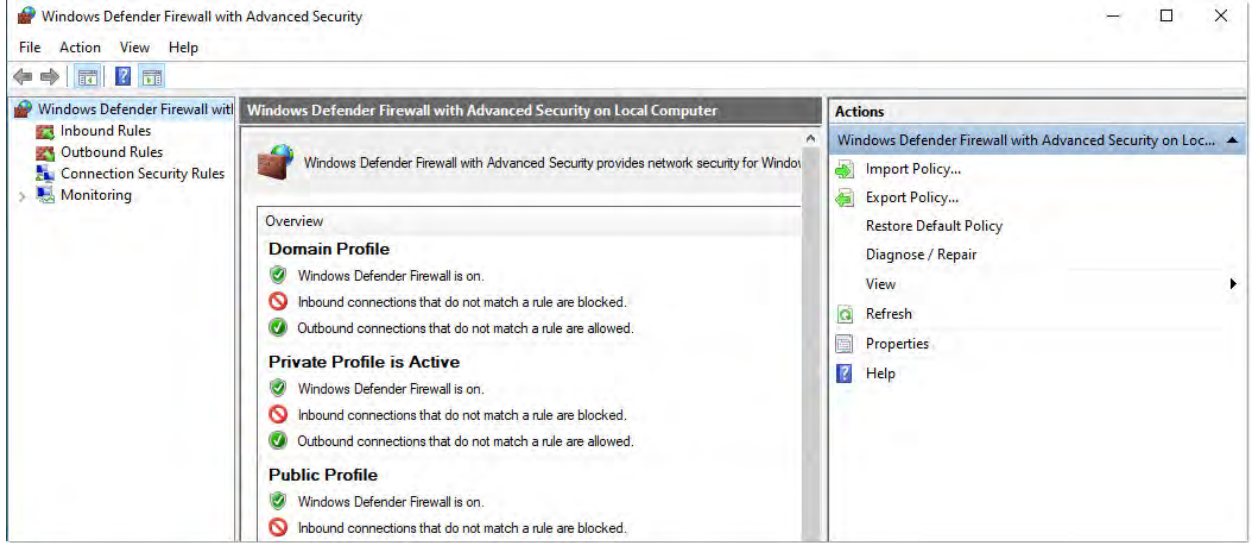 Windows Defender Firewall with Advanced Security
File Action View Help
Windows Defender Firewall witl
Inbound Rules
Outbound Rules
Connection Security Rules
Monitoring
Windows Defender Firewall with Advanced Security on Local Computer
Windows Defender Firewall with Advanced Security provides network security for Window
Overview
Domain Profile
Windows Defender Firewall is on.
Inbound connections that do not match a rule are blocked.
Outbound connections that do not match a rule are allowed.
Private Profile is Active
Windows Defender Firewall is on.
Inbound connections that do not match a rule are blocked.
Outbound connections that do not match a rule are allowed.
Public Profile
Windows Defender Firewall is on.
Inbound connections that do not match a rule are blocked.
Actions
Windows Defender Firewall with Advanced Security on Loc...
Import Policy...
Export Policy...
Restore Default Policy
Diagnose / Repair
View
Refresh
Properties
Help